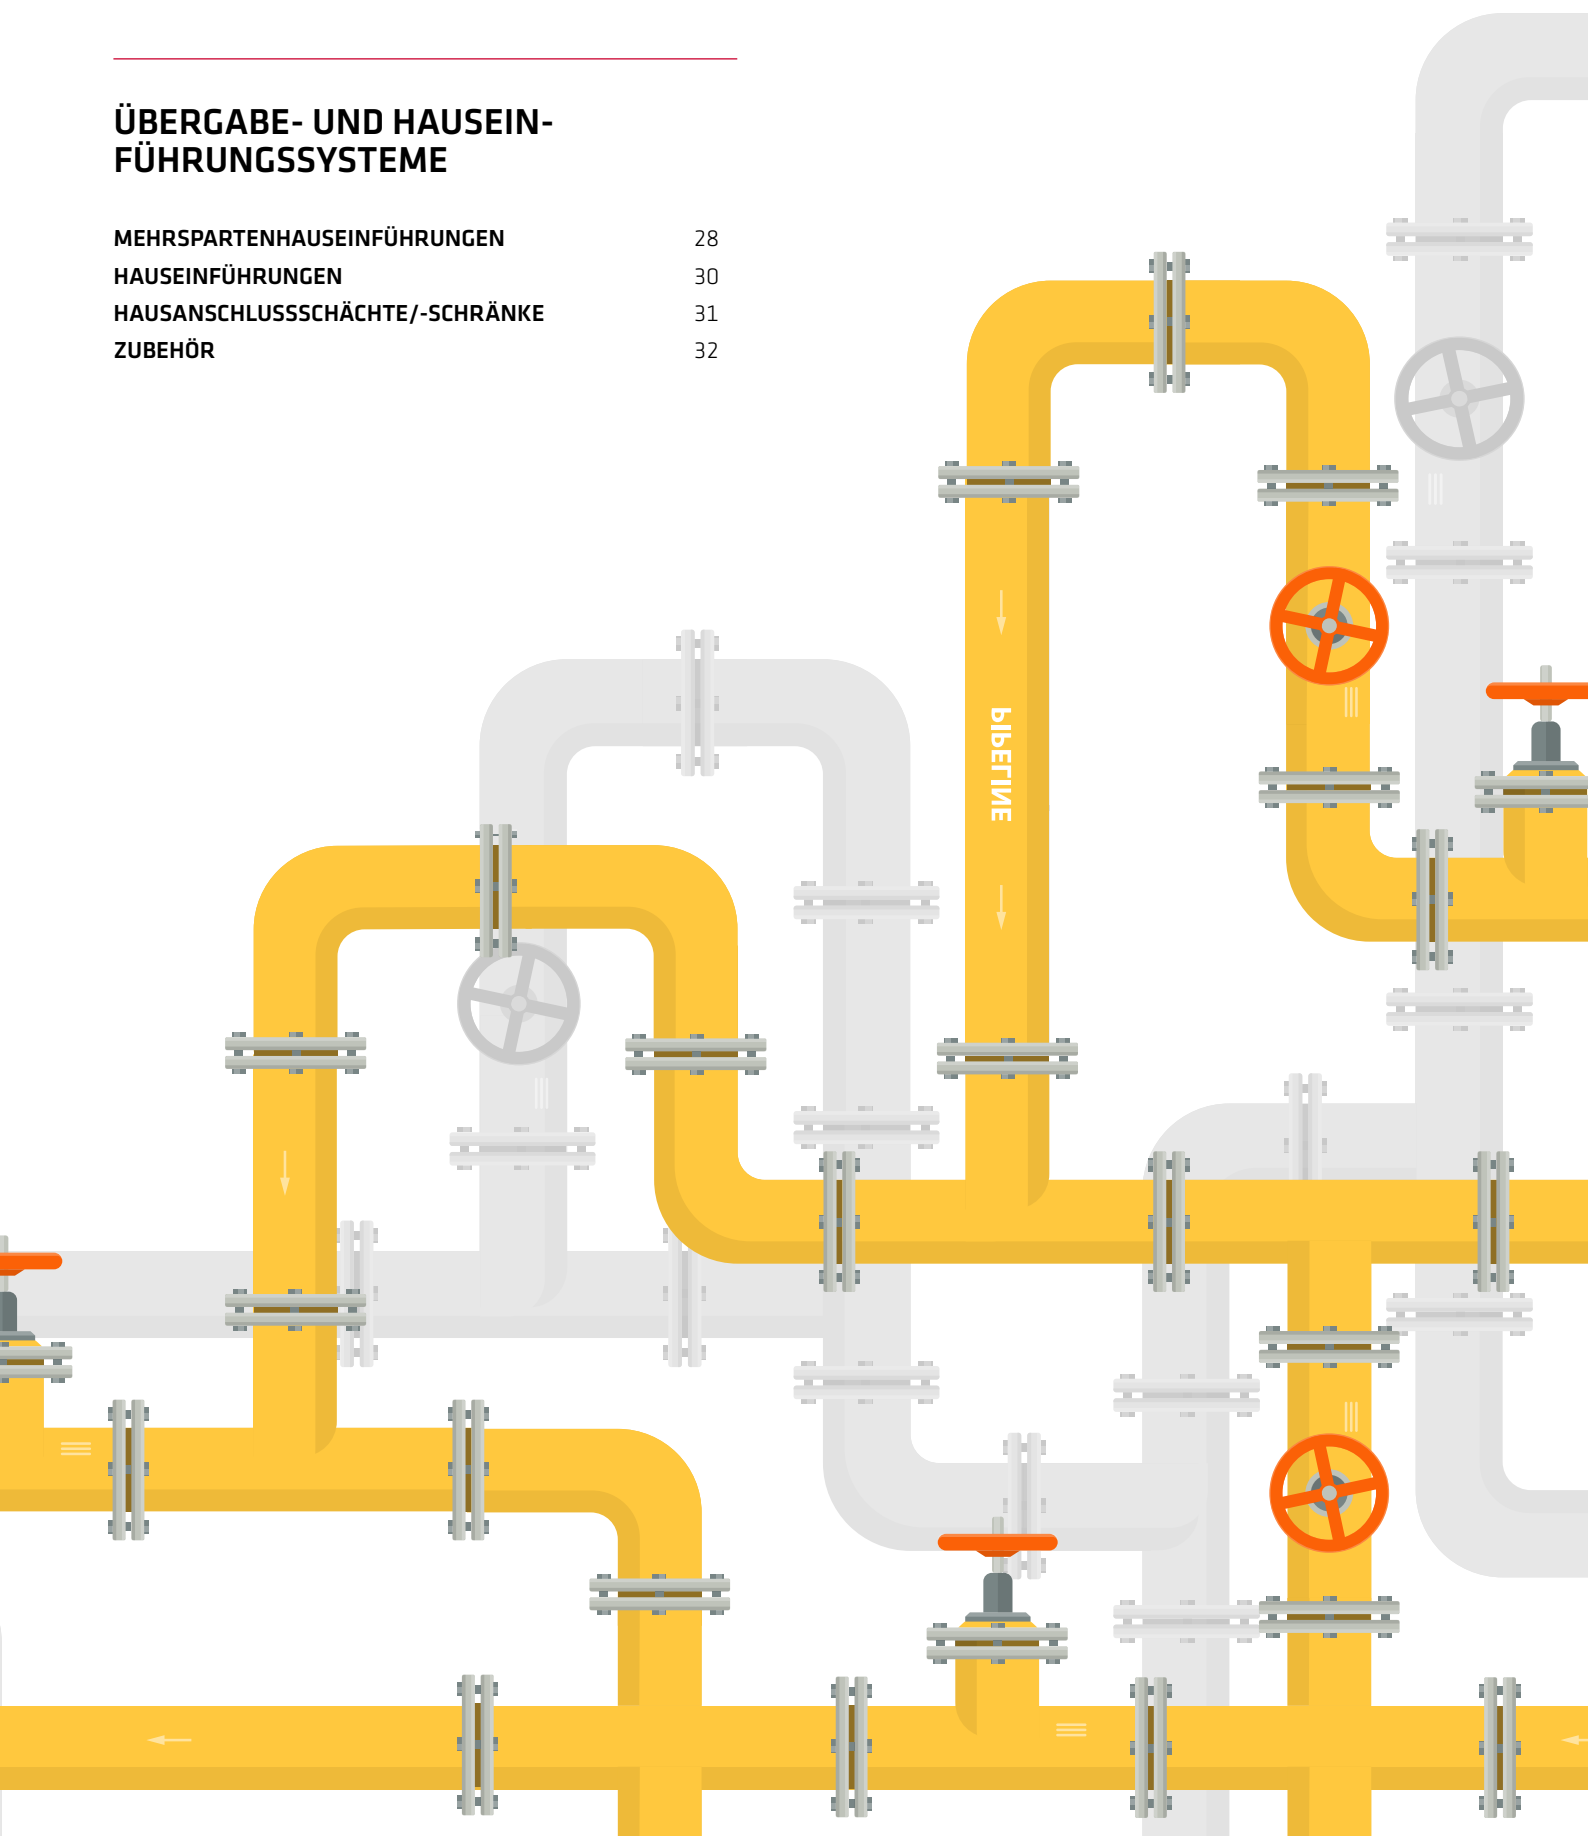 ÜBERGABE- UND HAUSEIN-
FÜHRUNGSSYSTEME
MEHRSPARTENHAUSEINFÜHRUNGEN 28
HAUSEINFÜHRUNGEN 30
HAUSANSCHLUSSSCHÄCHTE/-SCHRÄNKE 31
ZUBEHÖR 32
PIPELINE